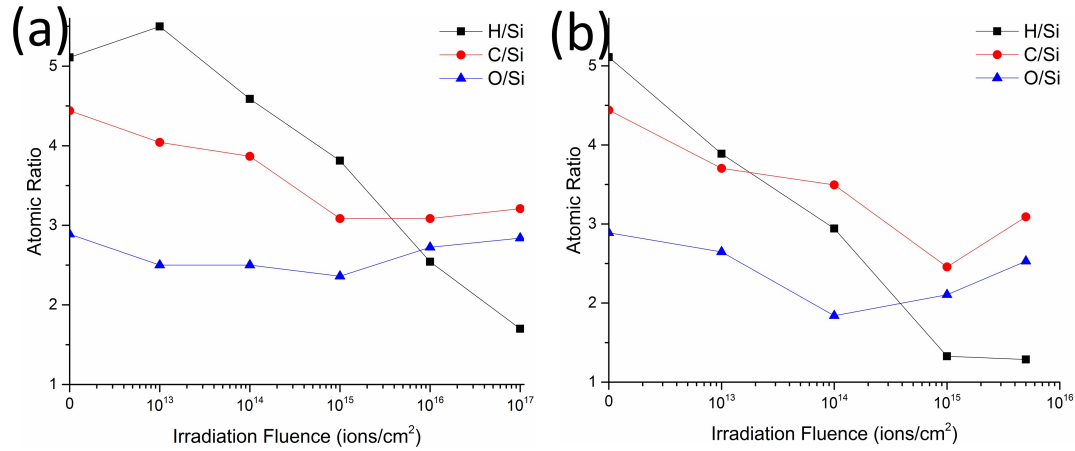 (a)
H/Si
C/Si
O/Si
5
4
3
2
1
Atomic Ratio
0
10¹³
10¹⁴
10¹⁵
10¹⁶
10¹⁷
Irradiation Fluence (ions/cm²)
(b)
H/Si
C/Si
O/Si
5
4
3
2
1
Atomic Ratio
0
10¹³
10¹⁴
10¹⁵
10¹⁶
Irradiation Fluence (ions/cm²)